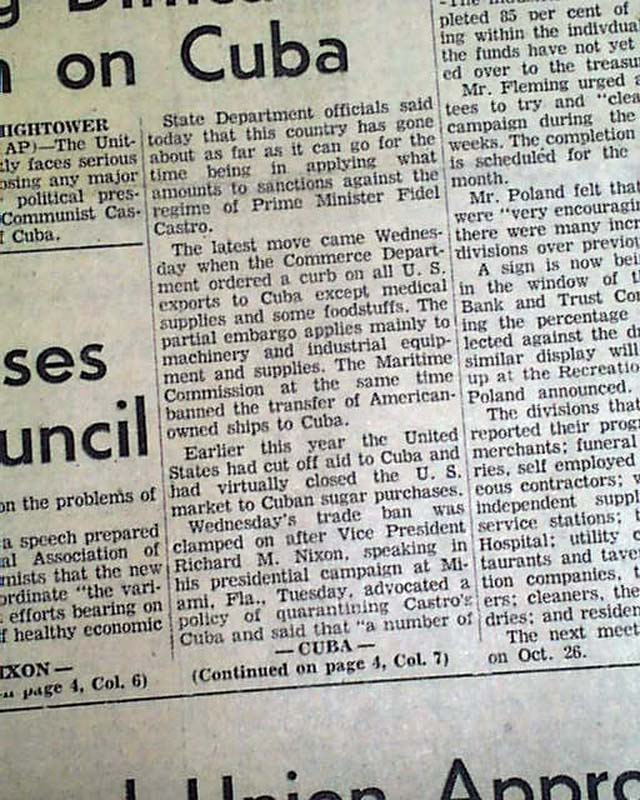 on Cuba
HIGHTOWER
AP)—The Unit-
faces serious
any major
political pres-
Communist Cas-
Cuba.
State Department officials said
today that this country has gone
about as far as it can go for the
time being in applying what
amounts to sanctions against the
regime of Prime Minister Fidel
Castro.
The latest move came Wednes-
day when the Commerce Depart-
ment ordered a curb on all U. S.
exports to Cuba except medical
supplies and some foodstuffs. The
partial embargo applies mainly to
machinery and industrial equip-
ment and supplies. The Maritime
Commission at the same time
banned the transfer of American-
owned ships to Cuba.
Earlier this year the United
States had cut off aid to Cuba and
had virtually closed the U. S.
market to Cuban sugar purchases.
Wednesday's trade ban was
clamped on after Vice President
Richard M. Nixon, speaking in
his presidential campaign at Mi-
ami, Fla., Tuesday, advocated a
policy of quarantining Castro's
Cuba and said that "a number of
— CUBA —
(Continued on page 4, Col. 7)
ses
uncil
on the problems of
a speech prepared
al Association of
mists that the new
ordinate "the vari-
efforts bearing on
f healthy economic
IXON —
page 4, Col. 6)
pleted 85 per cent of
ing within the indivdua
the funds have not yet
ed over to the treasu
Mr. Fleming urged a
tees to try and "clea
campaign during the
weeks. The completion
is scheduled for the
month.
Mr. Poland felt that
were "very encouragin
there were many incr
divisions over previou
A sign is now bei
in the window of t
Bank and Trust Con
ing the percentage
lected against the d
similar display will
up at the Recreatio
Poland announced.
The divisions that
reported their progr
merchants; funeral
ries, self employed
eous contractors; w
independent suppl
service stations;
Hospital; utility c
taurants and tave
tion companies, t
ers; cleaners, the
dries; and residen
The next meet
on Oct. 26.
Union Appro